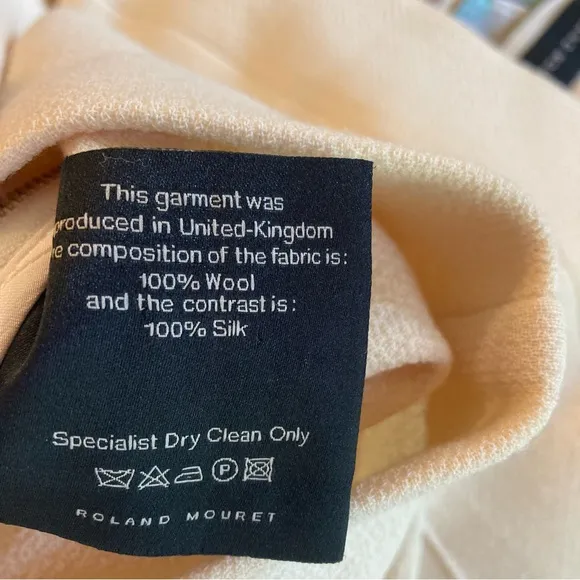 This garment was
produced in United-Kingdom
composition of the fabric is:
100% Wool
and the contrast is:
100% Silk
Specialist Dry Clean Only
P
ROLAND MOURET